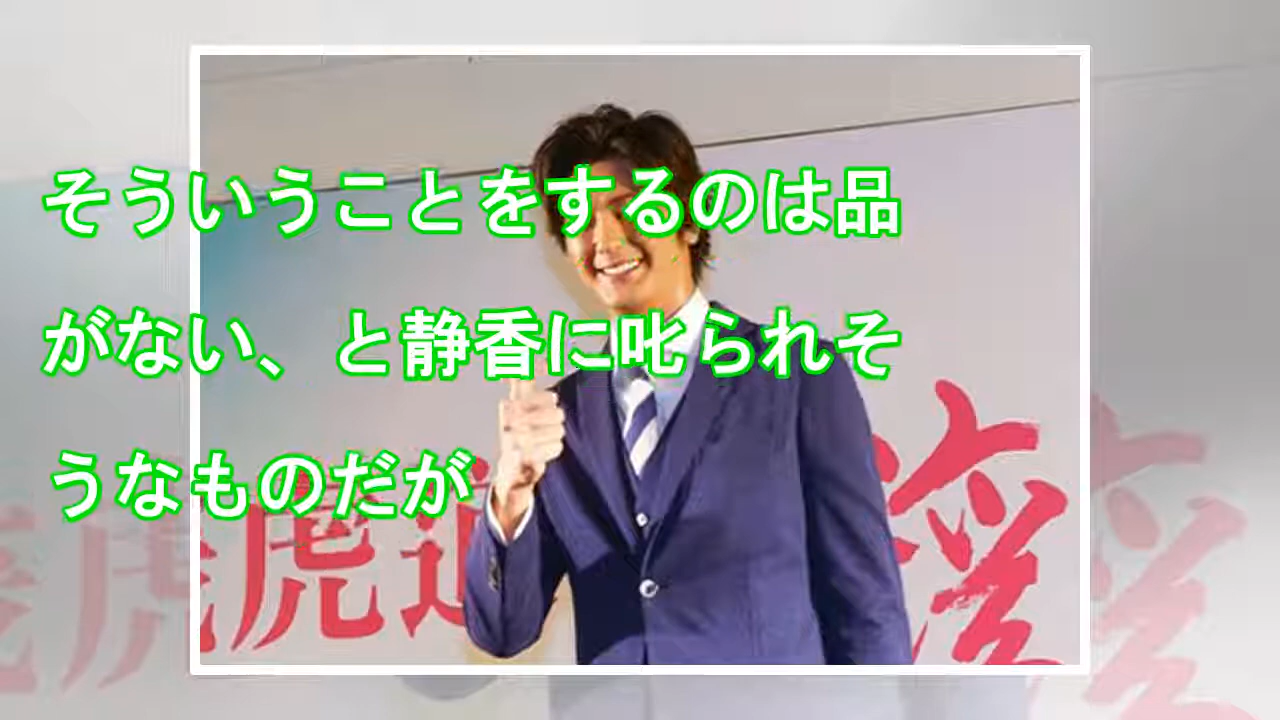 そういうことをするのは品
がない、と静香に叱られそ
うなものだが
虎